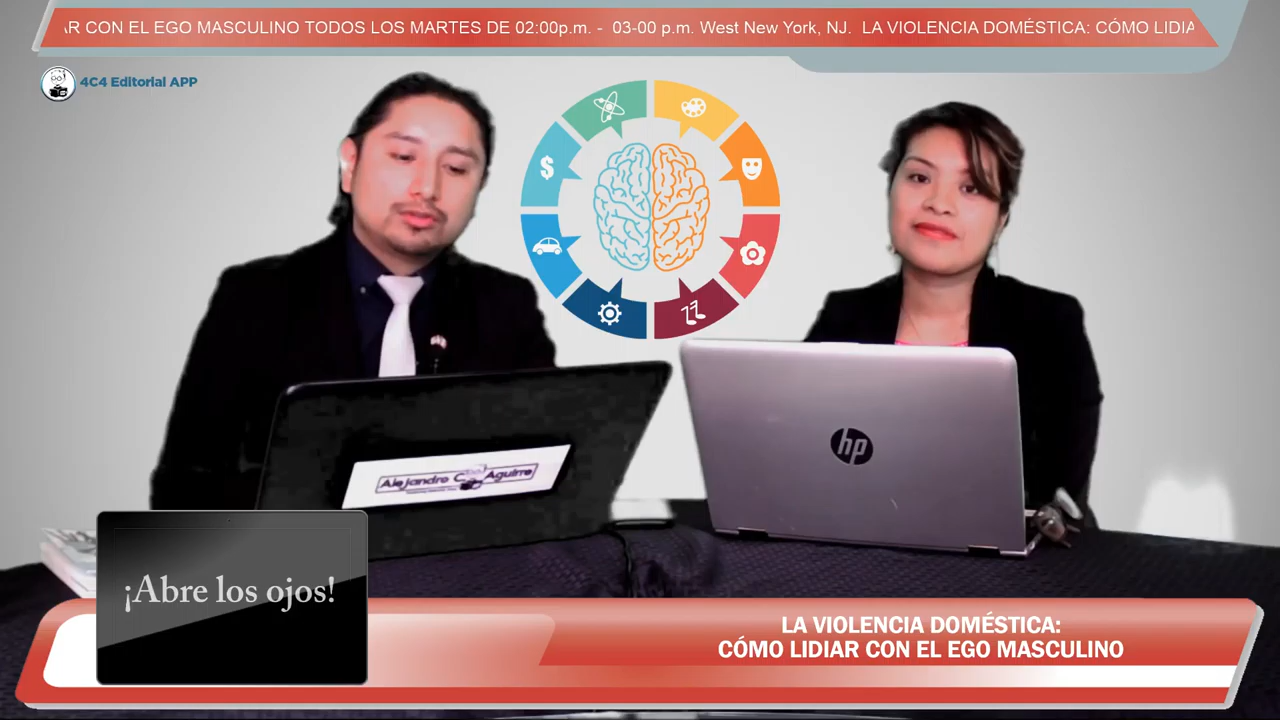 AR CON EL EGO MASCULINO TODOS LOS MARTES DE 02:00p.m. - 03-00 p.m. West New York, NJ. LA VIOLENCIA DOMÉSTICA: CÓMO LIDIA
4C4 Editorial APP
$
hp
Alejandro C. Aguirre
¡Abre los ojos!
LA VIOLENCIA DOMÉSTICA:
CÓMO LIDIAR CON EL EGO MASCULINO